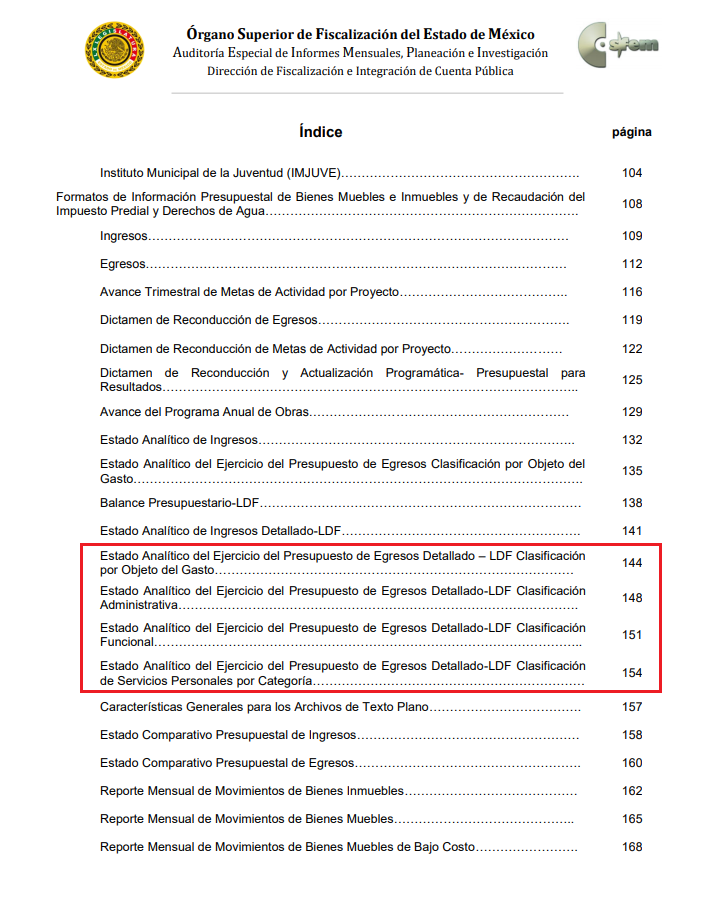 Órgano Superior de Fiscalización del Estado de México
Auditoría Especial de Informes Mensuales, Planeación e Investigación
Dirección de Fiscalización e Integración de Cuenta Pública
osfem
Índice página
Instituto Municipal de la Juventud (IMJUVE)…………………………………………………. 104
Formatos de Información Presupuestal de Bienes Muebles e Inmuebles y de Recaudación del
Impuesto Predial y Derechos de Agua…………………………………………………………………. 108
Ingresos………………………………………………………………………………………… 109
Egresos………………………………………………………………………………………… 112
Avance Trimestral de Metas de Actividad por Proyecto………………………………….. 116
Dictamen de Reconducción de Egresos……………………………………………………. 119
Dictamen de Reconducción de Metas de Actividad por Proyecto……………………… 122
Dictamen de Reconducción y Actualización Programática- Presupuestal para
Resultados……………………………………………………………………………………….. 125
Avance del Programa Anual de Obras……………………………………………………… 129
Estado Analítico de Ingresos………………………………………………………………….. 132
Estado Analítico del Ejercicio del Presupuesto de Egresos Clasificación por Objeto del
Gasto………………………………………………………………………………………………. 135
Balance Presupuestario-LDF…………………………………………………………………… 138
Estado Analítico de Ingresos Detallado-LDF…………………………………………………. 141
Estado Analítico del Ejercicio del Presupuesto de Egresos Detallado – LDF Clasificación
por Objeto del Gasto…………………………………………………………………………… 144
Estado Analítico del Ejercicio del Presupuesto de Egresos Detallado-LDF Clasificación
Administrativa……………………………………………………………………………………. 148
Estado Analítico del Ejercicio del Presupuesto de Egresos Detallado-LDF Clasificación
Funcional………………………………………………………………………………………….. 151
Estado Analítico del Ejercicio del Presupuesto de Egresos Detallado-LDF Clasificación
de Servicios Personales por Categoría………………………………………………………… 154
Características Generales para los Archivos de Texto Plano………………………………. 157
Estado Comparativo Presupuestal de Ingresos……………………………………………… 158
Estado Comparativo Presupuestal de Egresos………………………………………………. 160
Reporte Mensual de Movimientos de Bienes Inmuebles…………………………………… 162
Reporte Mensual de Movimientos de Bienes Muebles…………………………………….. 165
Reporte Mensual de Movimientos de Bienes Muebles de Bajo Costo……………………. 168